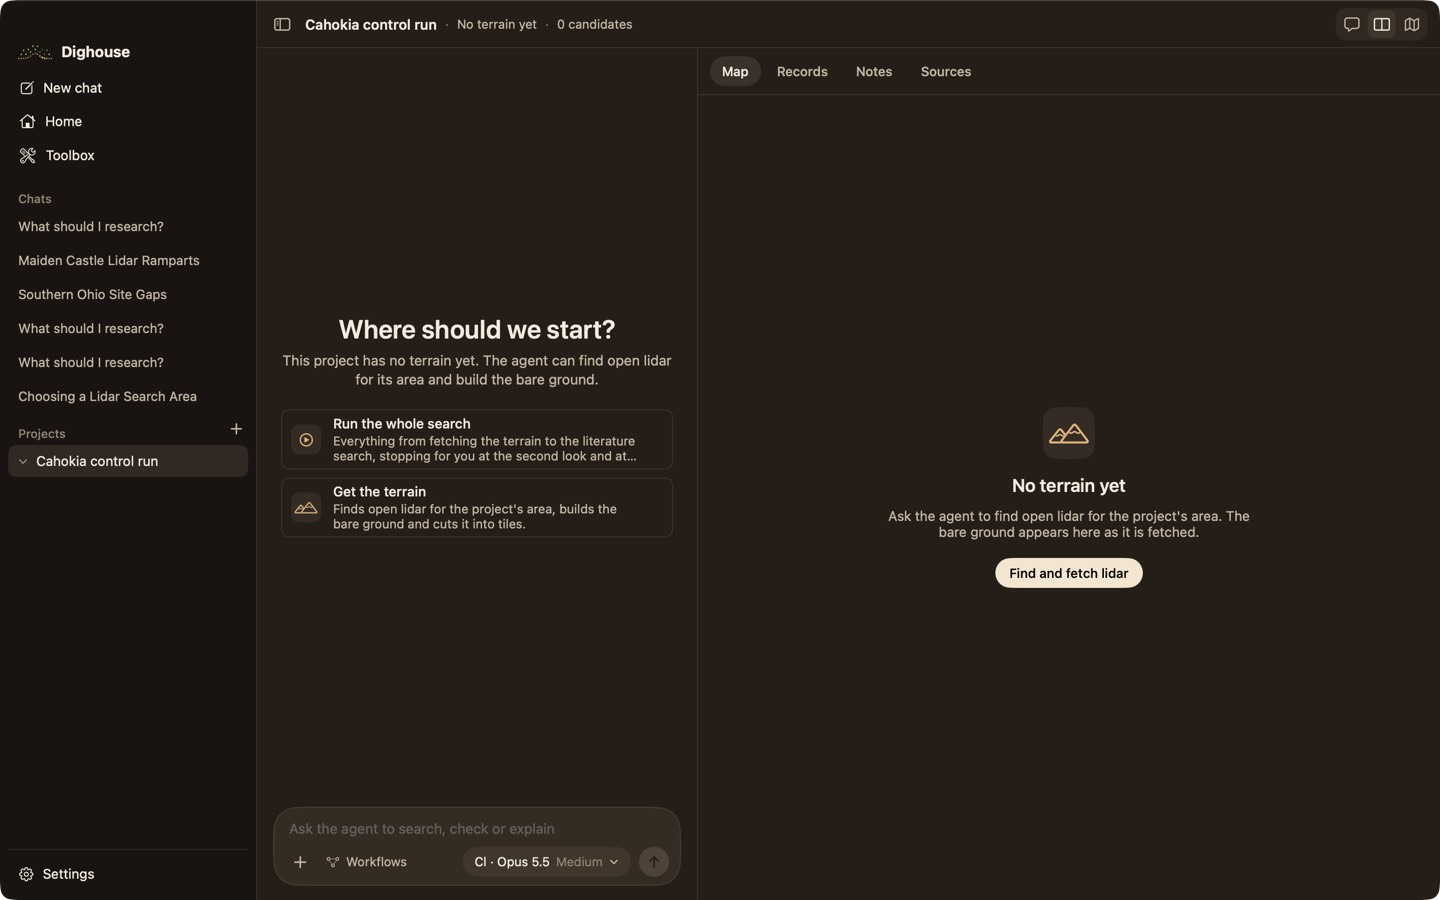 Dighouse
New chat
Home
Toolbox
Chats
What should I research?
Maiden Castle Lidar Ramparts
Southern Ohio Site Gaps
What should I research?
What should I research?
Choosing a Lidar Search Area
Projects
Cahokia control run
Settings
Cahokia control run · No terrain yet · 0 candidates
Where should we start?
This project has no terrain yet. The agent can find open lidar
for its area and build the bare ground.
Run the whole search
Everything from fetching the terrain to the literature
search, stopping for you at the second look and at...
Get the terrain
Finds open lidar for the project's area, builds the
bare ground and cuts it into tiles.
Ask the agent to search, check or explain
Workflows
Cl · Opus 5.5 Medium
Map Records Notes Sources
No terrain yet
Ask the agent to find open lidar for the project's area. The
bare ground appears here as it is fetched.
Find and fetch lidar